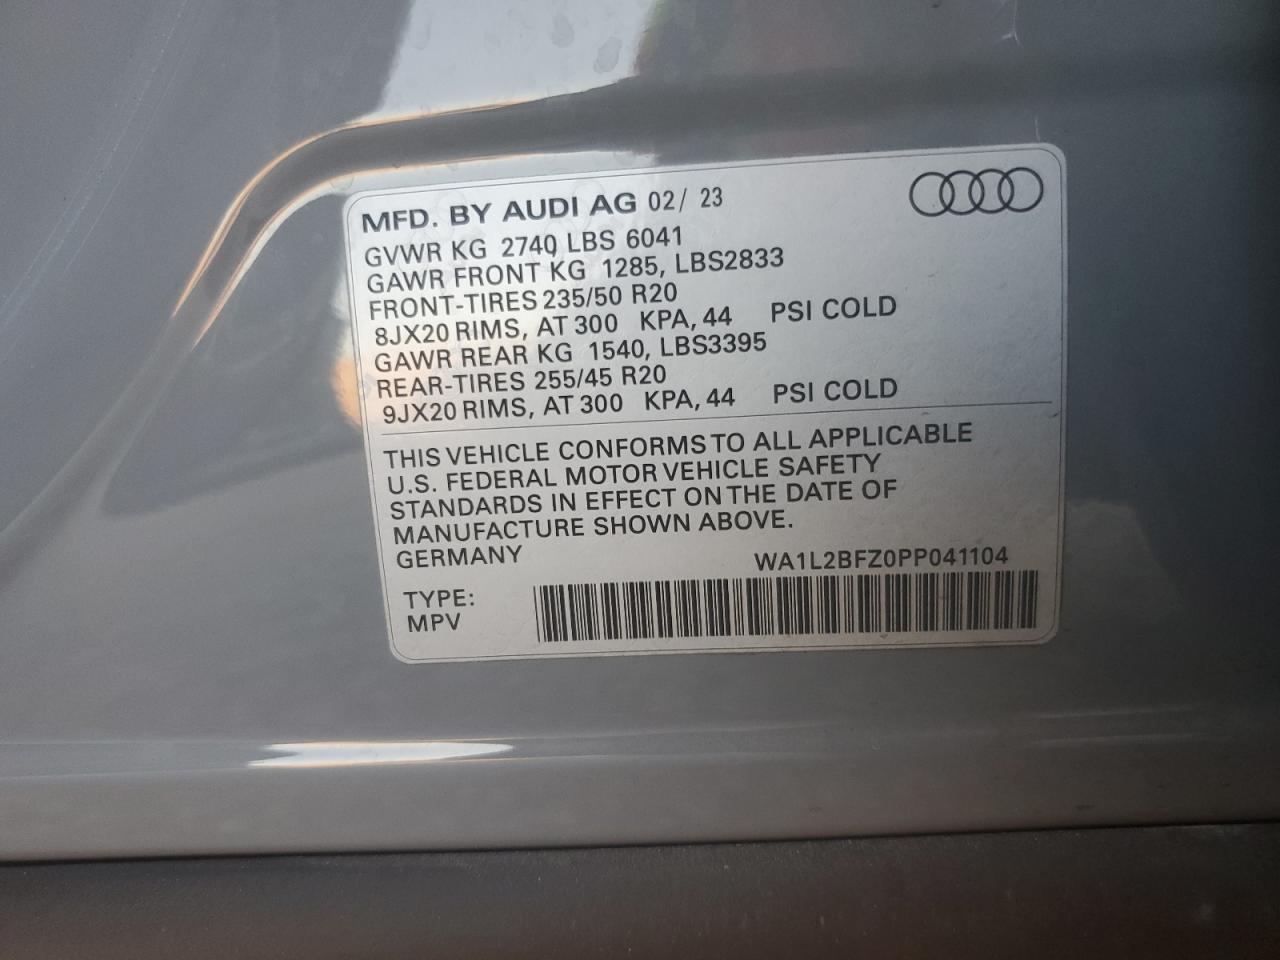 MFD. BY AUDI AG 02/ 23
GVWR KG 2740 LBS 6041
GAWR FRONT KG 1285, LBS2833
FRONT-TIRES 235/50 R20
8JX20 RIMS, AT 300 KPA, 44 PSI COLD
GAWR REAR KG 1540, LBS3395
REAR-TIRES 255/45 R20
9JX20 RIMS, AT 300 KPA, 44 PSI COLD
THIS VEHICLE CONFORMS TO ALL APPLICABLE
U.S. FEDERAL MOTOR VEHICLE SAFETY
STANDARDS IN EFFECT ON THE DATE OF
MANUFACTURE SHOWN ABOVE.
GERMANY WA1L2BFZ0PP041104
TYPE:
MPV